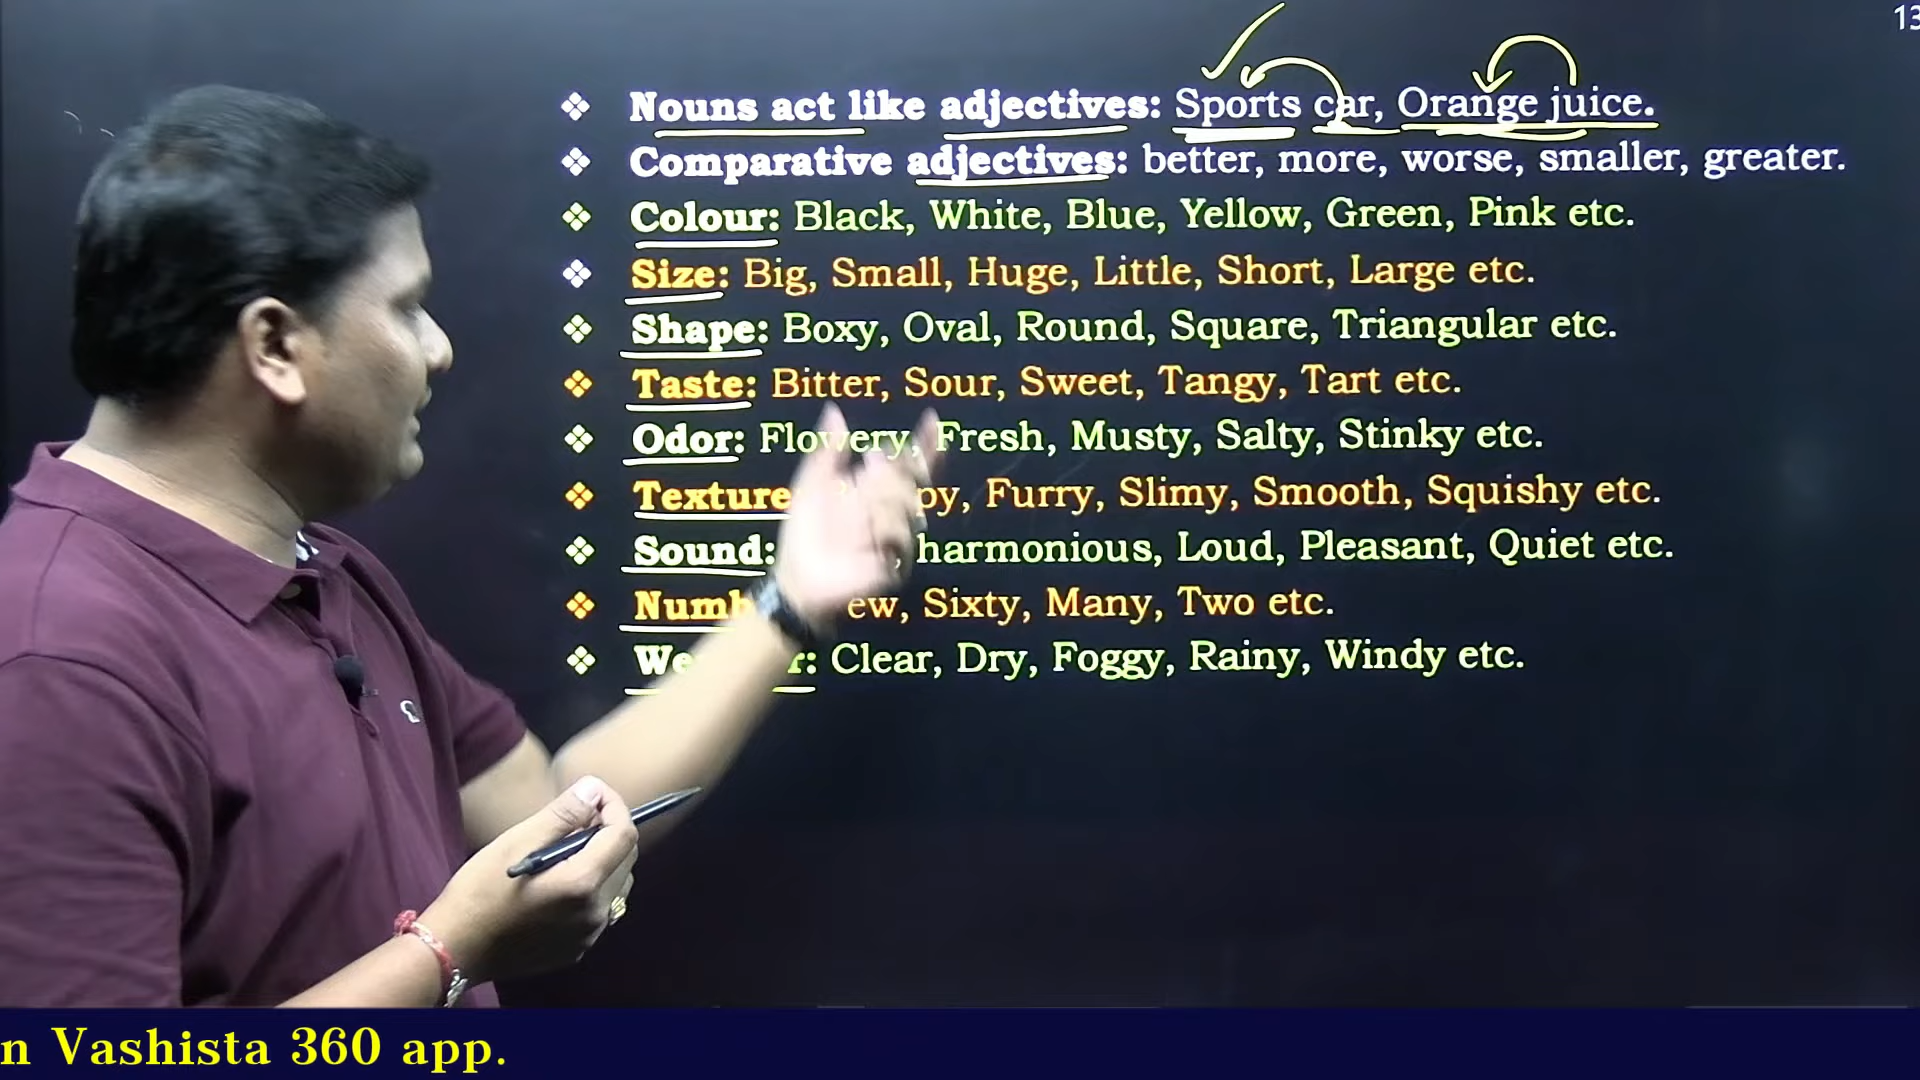 13
❖ Nouns act like adjectives: Sports car, Orange juice.
❖ Comparative adjectives: better, more, worse, smaller, greater.
❖ Colour: Black, White, Blue, Yellow, Green, Pink etc.
❖ Size: Big, Small, Huge, Little, Short, Large etc.
❖ Shape: Boxy, Oval, Round, Square, Triangular etc.
❖ Taste: Bitter, Sour, Sweet, Tangy, Tart etc.
❖ Odor: Flowery, Fresh, Musty, Salty, Stinky etc.
❖ Texture Furry, Slimy, Smooth, Squishy etc.
❖ Sound: harmonious, Loud, Pleasant, Quiet etc.
❖ Sixty, Many, Two etc.
❖ Clear, Dry, Foggy, Rainy, Windy etc.
Vashista 360 app.